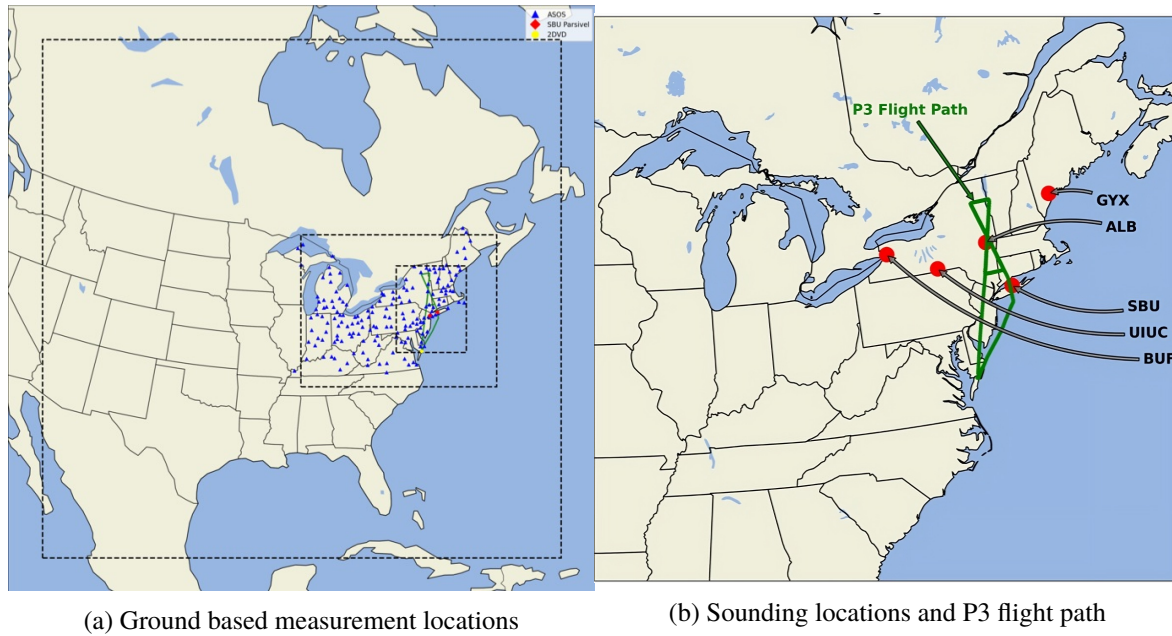 ASOS
SBU Parsivel
2DVD
P3 Flight Path
GYX
ALB
SBU
UIUC
BUF
(a) Ground based measurement locations
(b) Sounding locations and P3 flight path